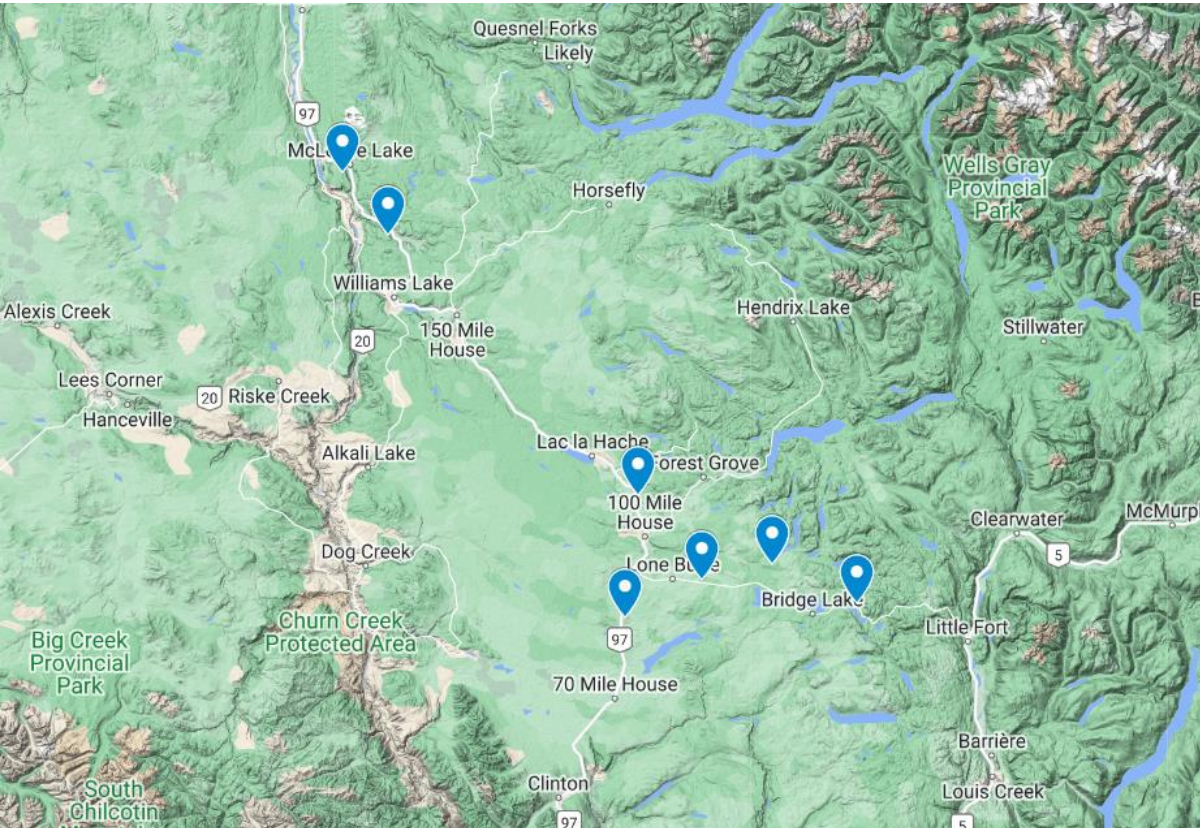 Quesnel Forks
Likely
97
Lake
Wells Gray
Provincial
Park
Horsefly
Williams Lake
Alexis Creek
Hendrix Lake
150 Mile
House
Stillwater
20
Lees Corner
20
Riske Creek
Hanceville
Lac la Hache
Forest Grove
Alkali Lake
100 Mile
House
Clearwater
5
Dog Creek
Lone
Bridge Lake
Churn Creek
Protected Area
Little Fort
97
Big Creek
Provincial
Park
70 Mile House
Barrière
Clinton
South
Chilcotin
Louis Creek
97
5